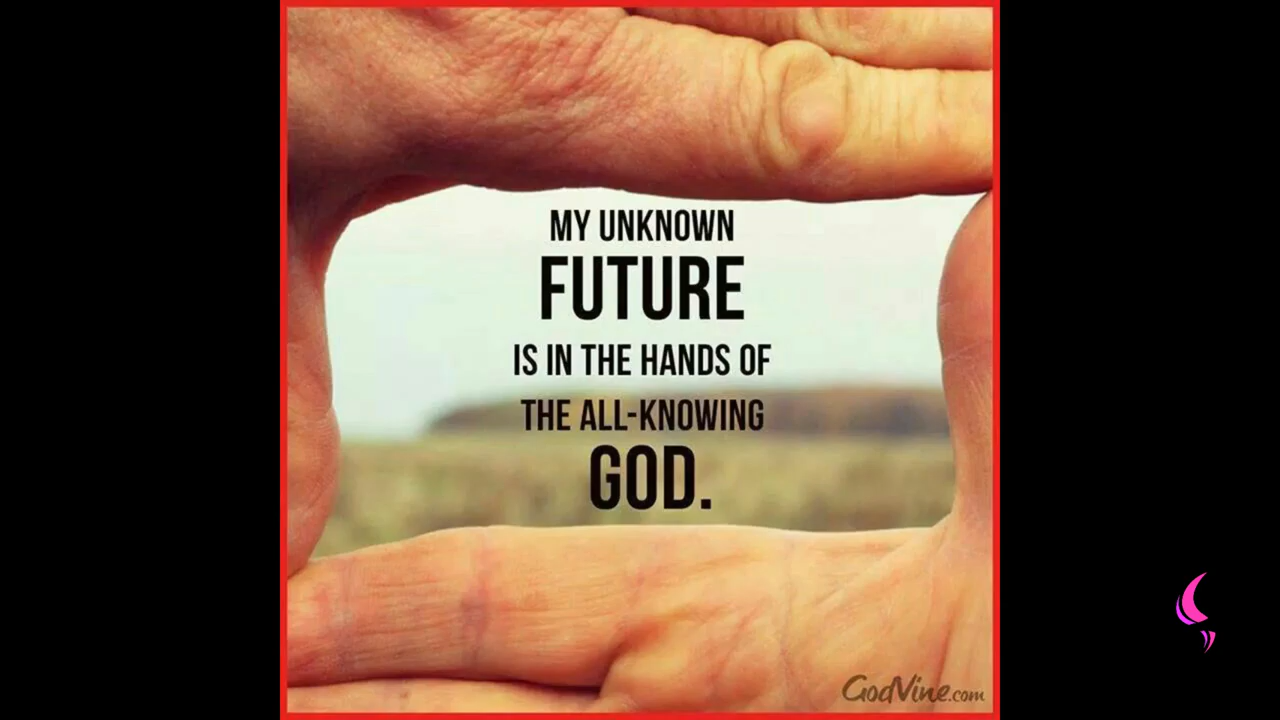 MY UNKNOWN
FUTURE
IS IN THE HANDS OF
THE ALL-KNOWING
GOD.
GodVine.com